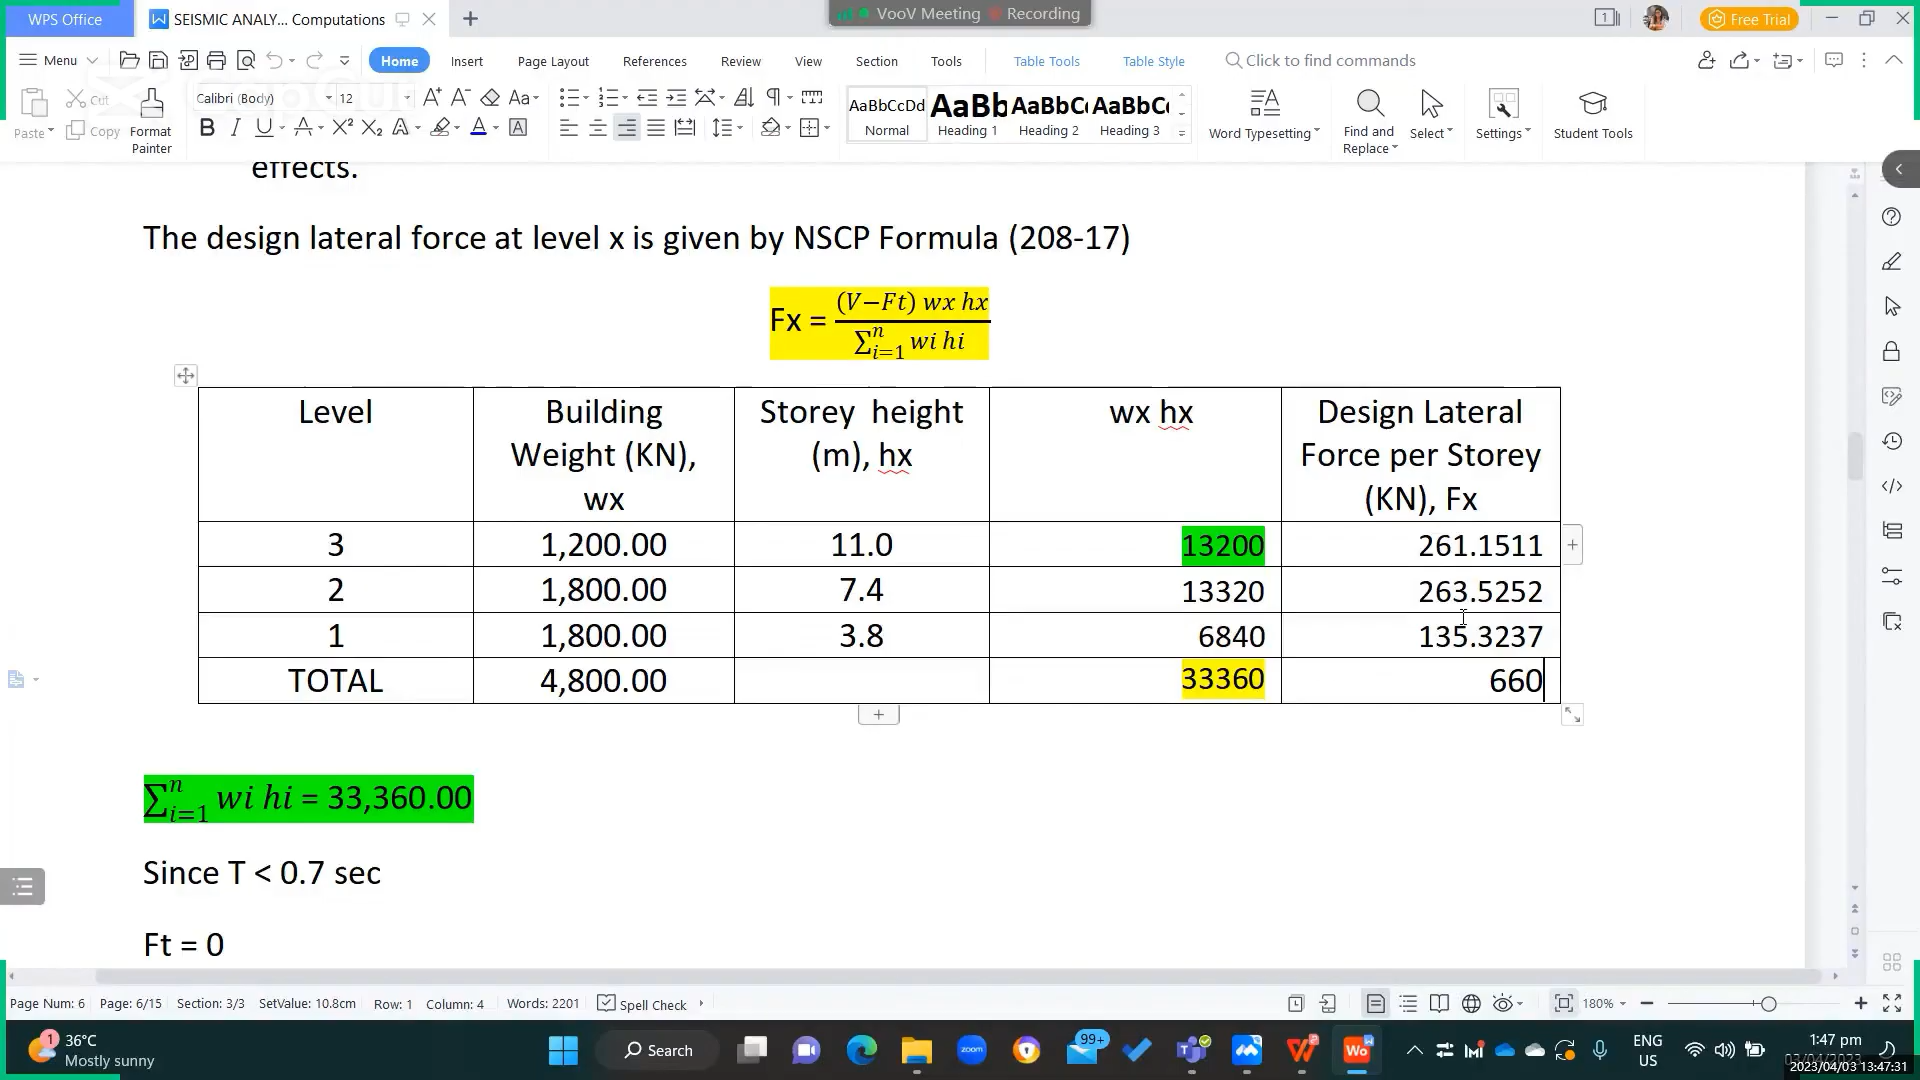 WPS Office
SEISMIC ANALY... Computations
VooV Meeting Recording
1
Free Trial
Menu
Home
Insert
Page Layout
References
Review
View
Section
Tools
Table Tools
Table Style
Click to find commands
Paste
Cut
Copy
Format
Painter
Calibri (Body)
12
AaBbCcDd
Normal
AaBb
Heading 1
AaBbC
Heading 2
AaBbC
Heading 3
Word Typesetting
Find and
Replace
Select
Settings
Student Tools
effects.
The design lateral force at level x is given by NSCP Formula (208-17)
Fx = (V−Ft) wx hx / ∑ⁿᵢ₌₁ wi hi
Level Building Weight (KN), wx Storey height (m), hx wx hx Design Lateral Force per Storey (KN), Fx
3 1,200.00 11.0 13200 261.1511
2 1,800.00 7.4 13320 263.5252
1 1,800.00 3.8 6840 135.3237
TOTAL 4,800.00 33360 660
∑ⁿᵢ₌₁ wi hi = 33,360.00
Since T < 0.7 sec
Ft = 0
Page Num: 6 Page: 6/15 Section: 3/3 SetValue: 10.8cm Row: 1 Column: 4 Words: 2201 Spell Check
180%
1
36°C
Mostly sunny
Search
zoom
99+
Wo
ENG
US
1:47 pm
03/04/2023
2023/04/03 13:47:31